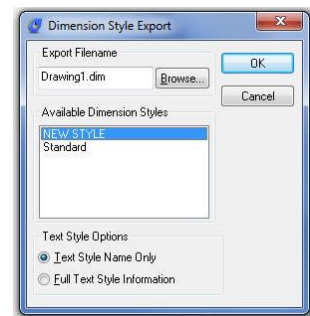 Dimension Style Export
Export Filename
Drawing1.dim
Browse...
OK
Cancel
Available Dimension Styles
NEW STYLE
Standard
Text Style Options
Text Style Name Only
Full Text Style Information